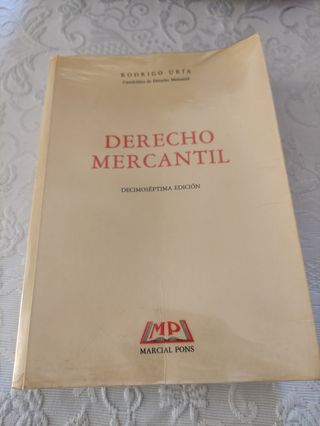 RODRIGO URÍA
Catedrático de Derecho Mercantil
DERECHO
MERCANTIL
DECIMOSÉPTIMA EDICIÓN
MP
MARCIAL PONS